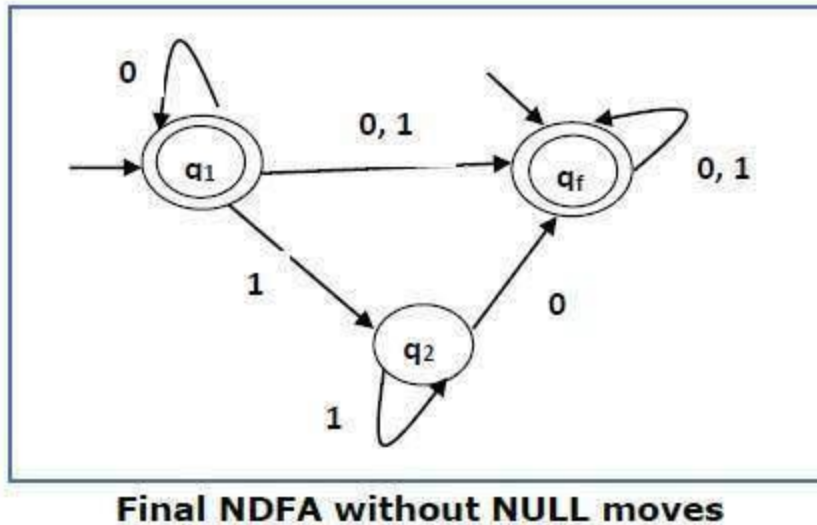 0
0, 1
q1
qf
0, 1
1
0
q2
1
Final NDFA without NULL moves